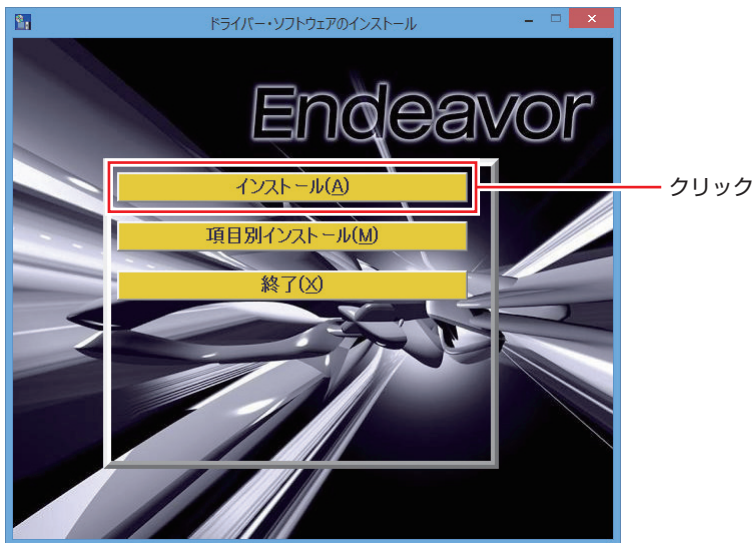 ドライバー・ソフトウェアのインストール
Endeavor
インストール(A)
クリック
項目別インストール(M)
終了(X)